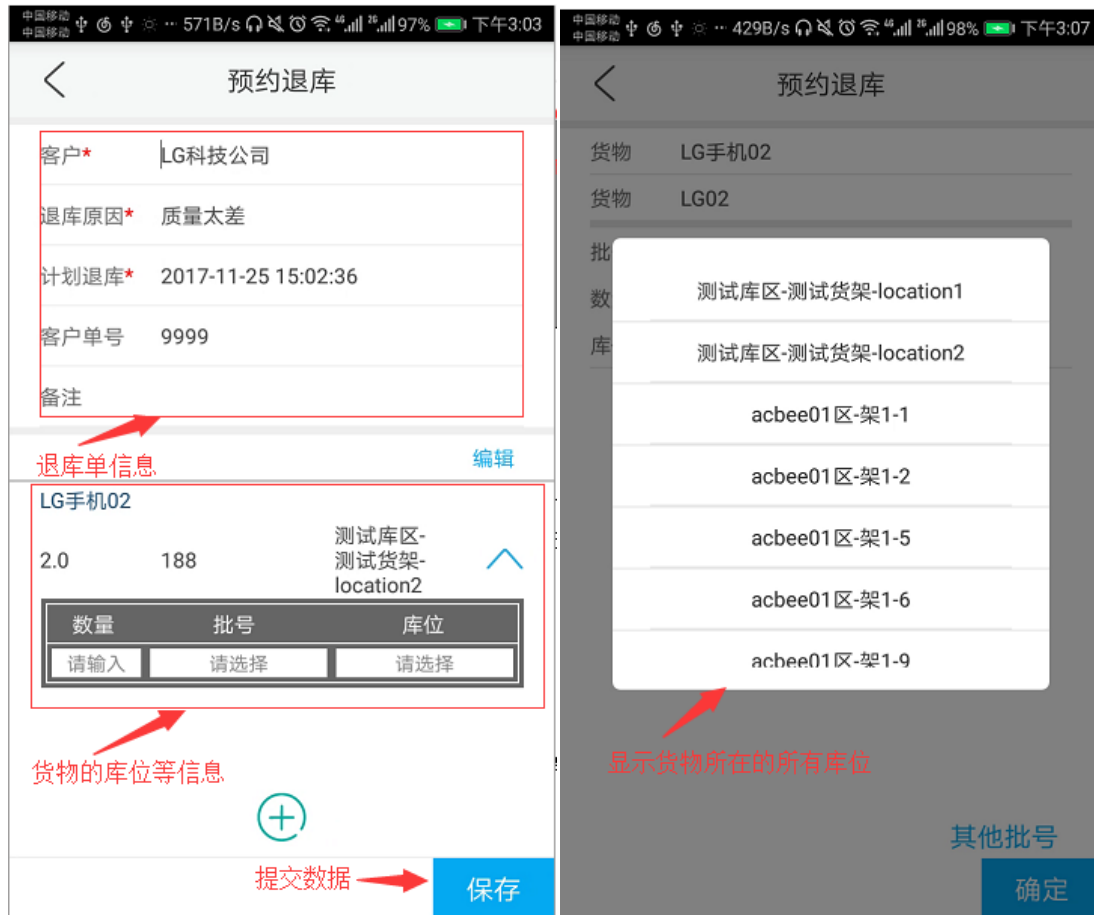 中国移动
中国移动
571B/s
46
26
97%
下午3:03
预约退库
客户* LG科技公司
退库原因* 质量太差
计划退库* 2017-11-25 15:02:36
客户单号 9999
备注
退库单信息
编辑
LG手机02
2.0 188 测试库区-
测试货架-
location2
数量 批号 库位
请输入 请选择 请选择
货物的库位等信息
提交数据
保存
中国移动
中国移动
429B/s
46
26
98%
下午3:07
预约退库
货物 LG手机02
货物 LG02
批
数
库
测试库区-测试货架-location1
测试库区-测试货架-location2
acbee01区-架1-1
acbee01区-架1-2
acbee01区-架1-5
acbee01区-架1-6
acbee01区-架1-9
显示货物所在的所有库位
其他批号
确定